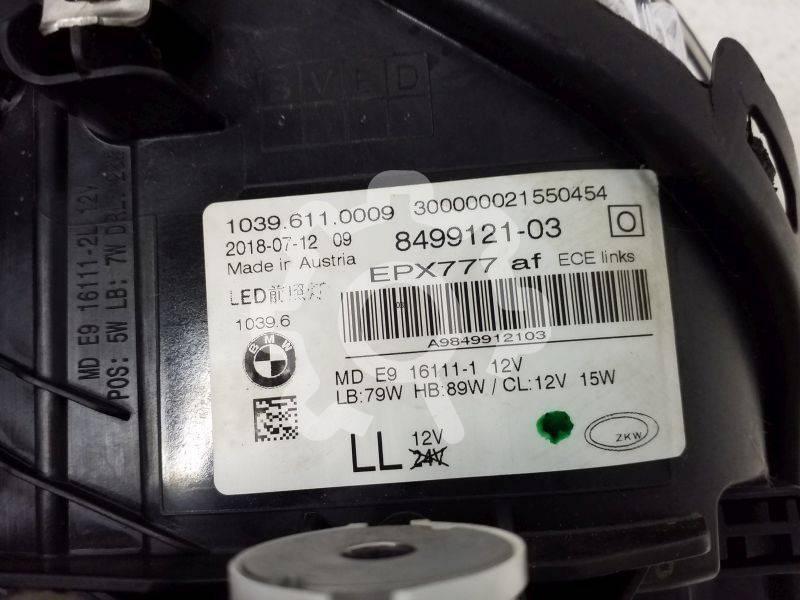 S V E D
MD E9 16111-2L 12V
POS: 5W LB: 7W DRL:
1039.611.0009 300000021550454
2018-07-12 09 8499121-03 O
Made in Austria EPX777 af ECE links
LED前照灯
1039.6
A9849912103
BMW
MD E9 16111-1 12V
LB:79W HB:89W / CL:12V 15W
LL 12V
24V
ZKW